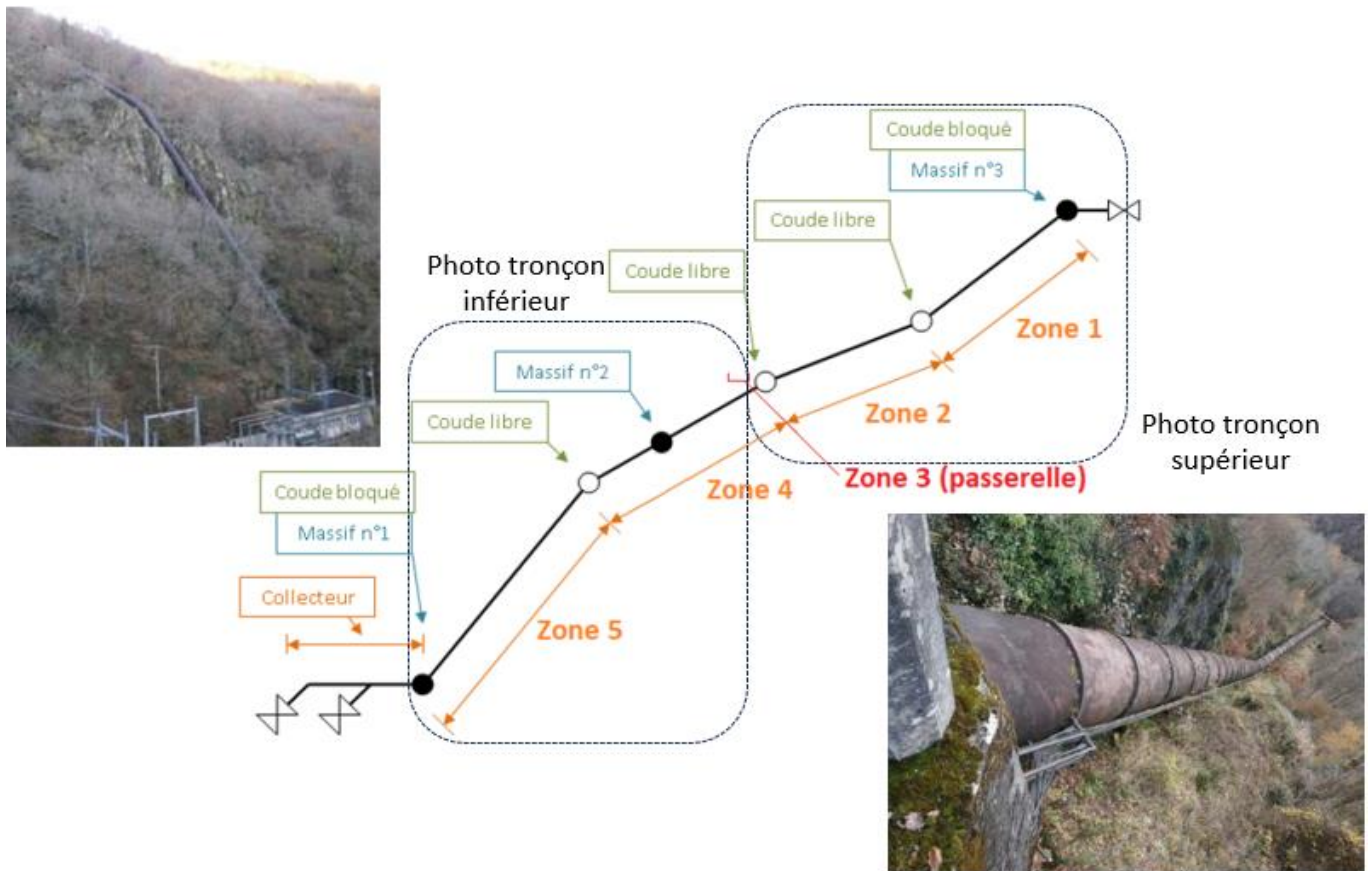 Coude bloqué
Massif n°3
Coude libre
Photo tronçon
inférieur
Coude libre
Zone 1
Massif n°2
Coude libre
Zone 2
Photo tronçon
supérieur
Zone 4
Zone 3 (passerelle)
Coude bloqué
Massif n°1
Collecteur
Zone 5